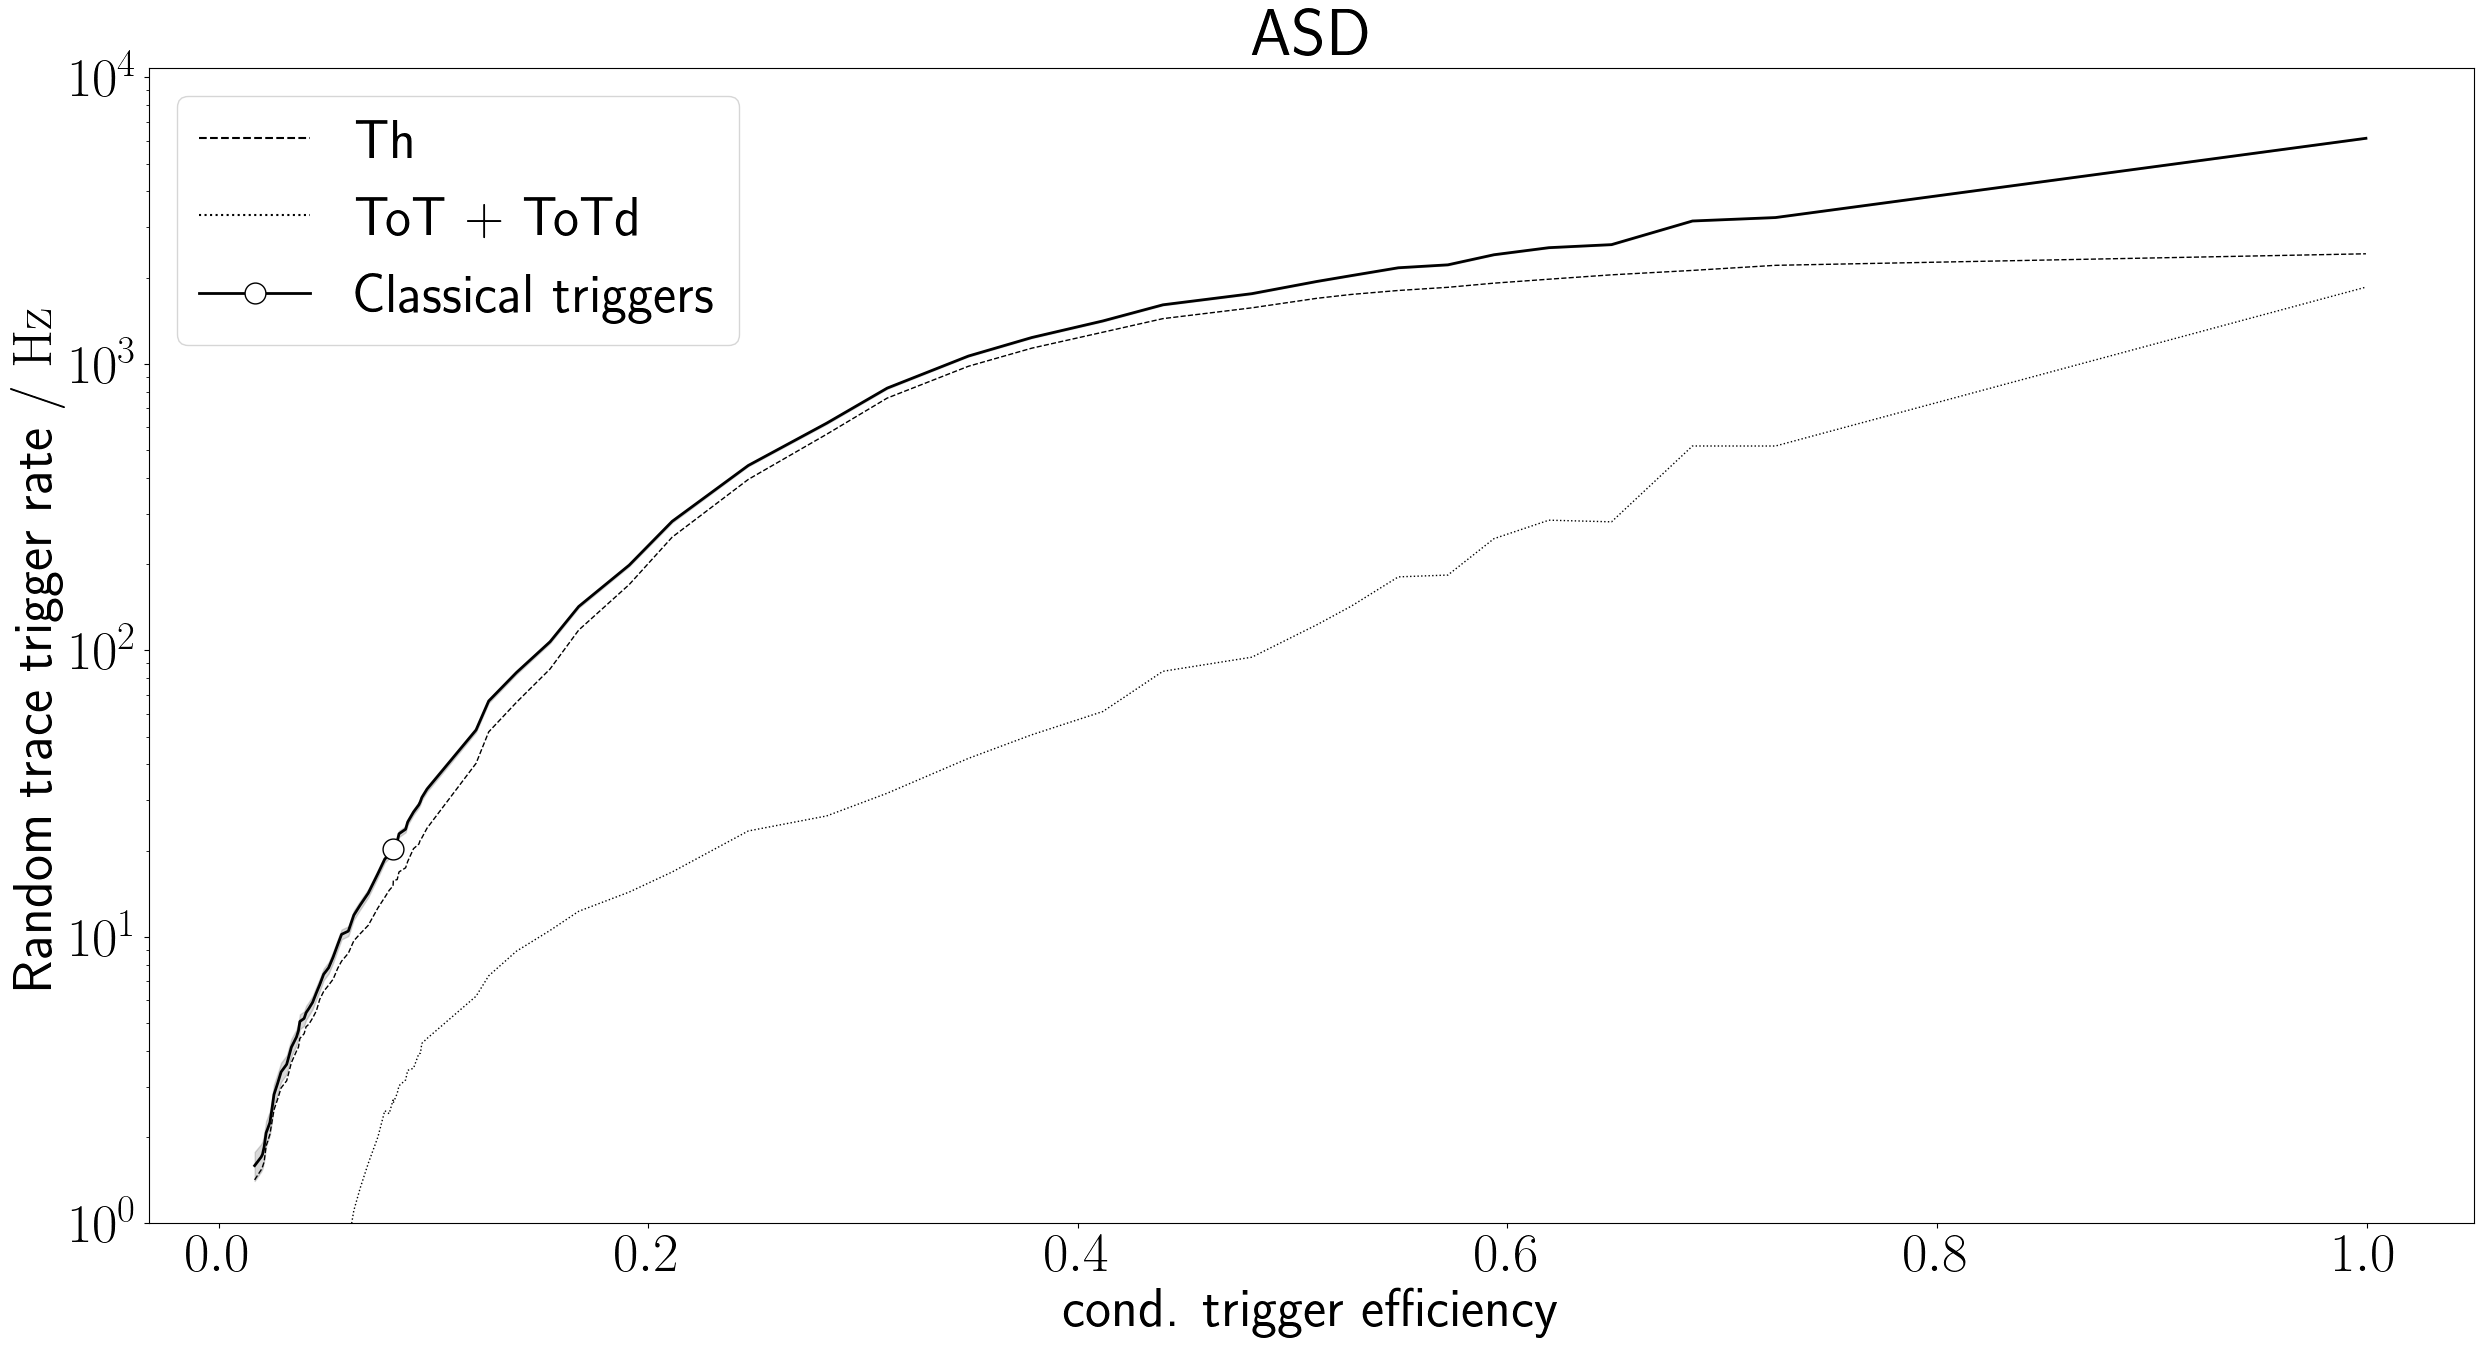 ASD
Th
ToT + ToTd
Classical triggers
Random trace trigger rate / Hz
10^4
10^3
10^2
10^1
10^0
0.0 0.2 0.4 0.6 0.8 1.0
cond. trigger efficiency